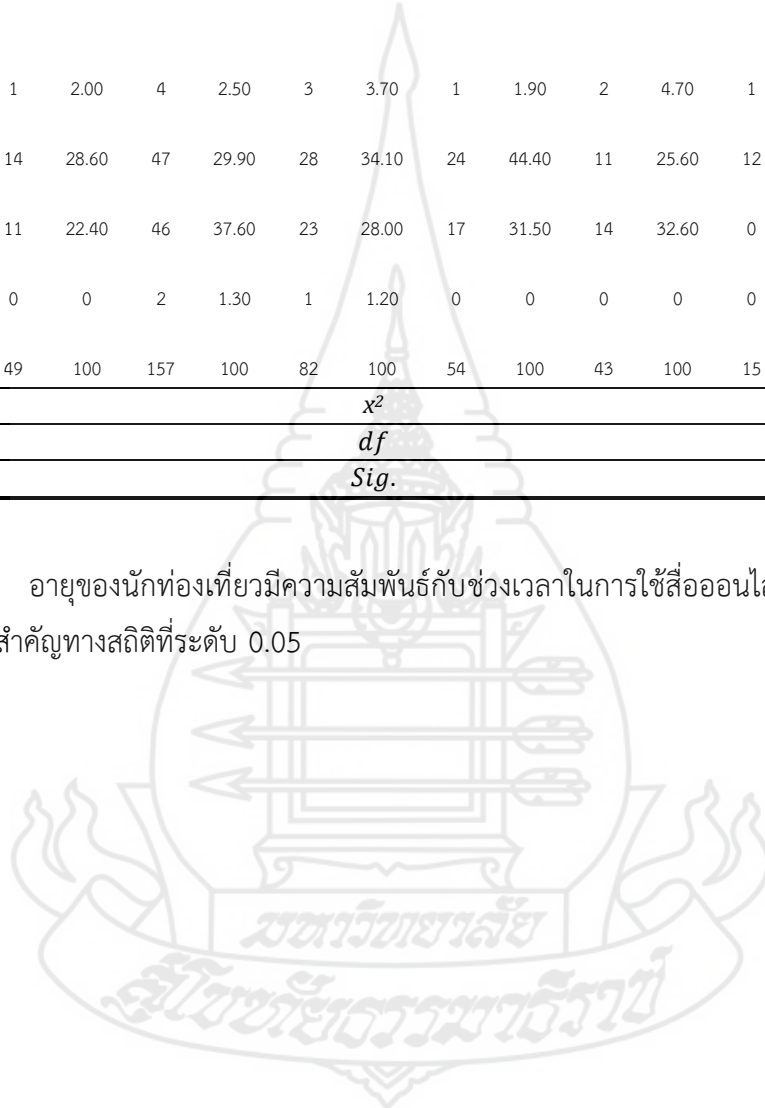 1 2.00 4 2.50 3 3.70 1 1.90 2 4.70 1
14 28.60 47 29.90 28 34.10 24 44.40 11 25.60 12
11 22.40 46 37.60 23 28.00 17 31.50 14 32.60 0
0 0 2 1.30 1 1.20 0 0 0 0 0
49 100 157 100 82 100 54 100 43 100 15
x²
df
Sig.
อายุของนักท่องเที่ยวมีความสัมพันธ์กับช่วงเวลาในการใช้สื่อออนไล
สำคัญทางสถิติที่ระดับ 0.05
มหาวิทยาลัย
สุโขทัยธรรมาธิราช